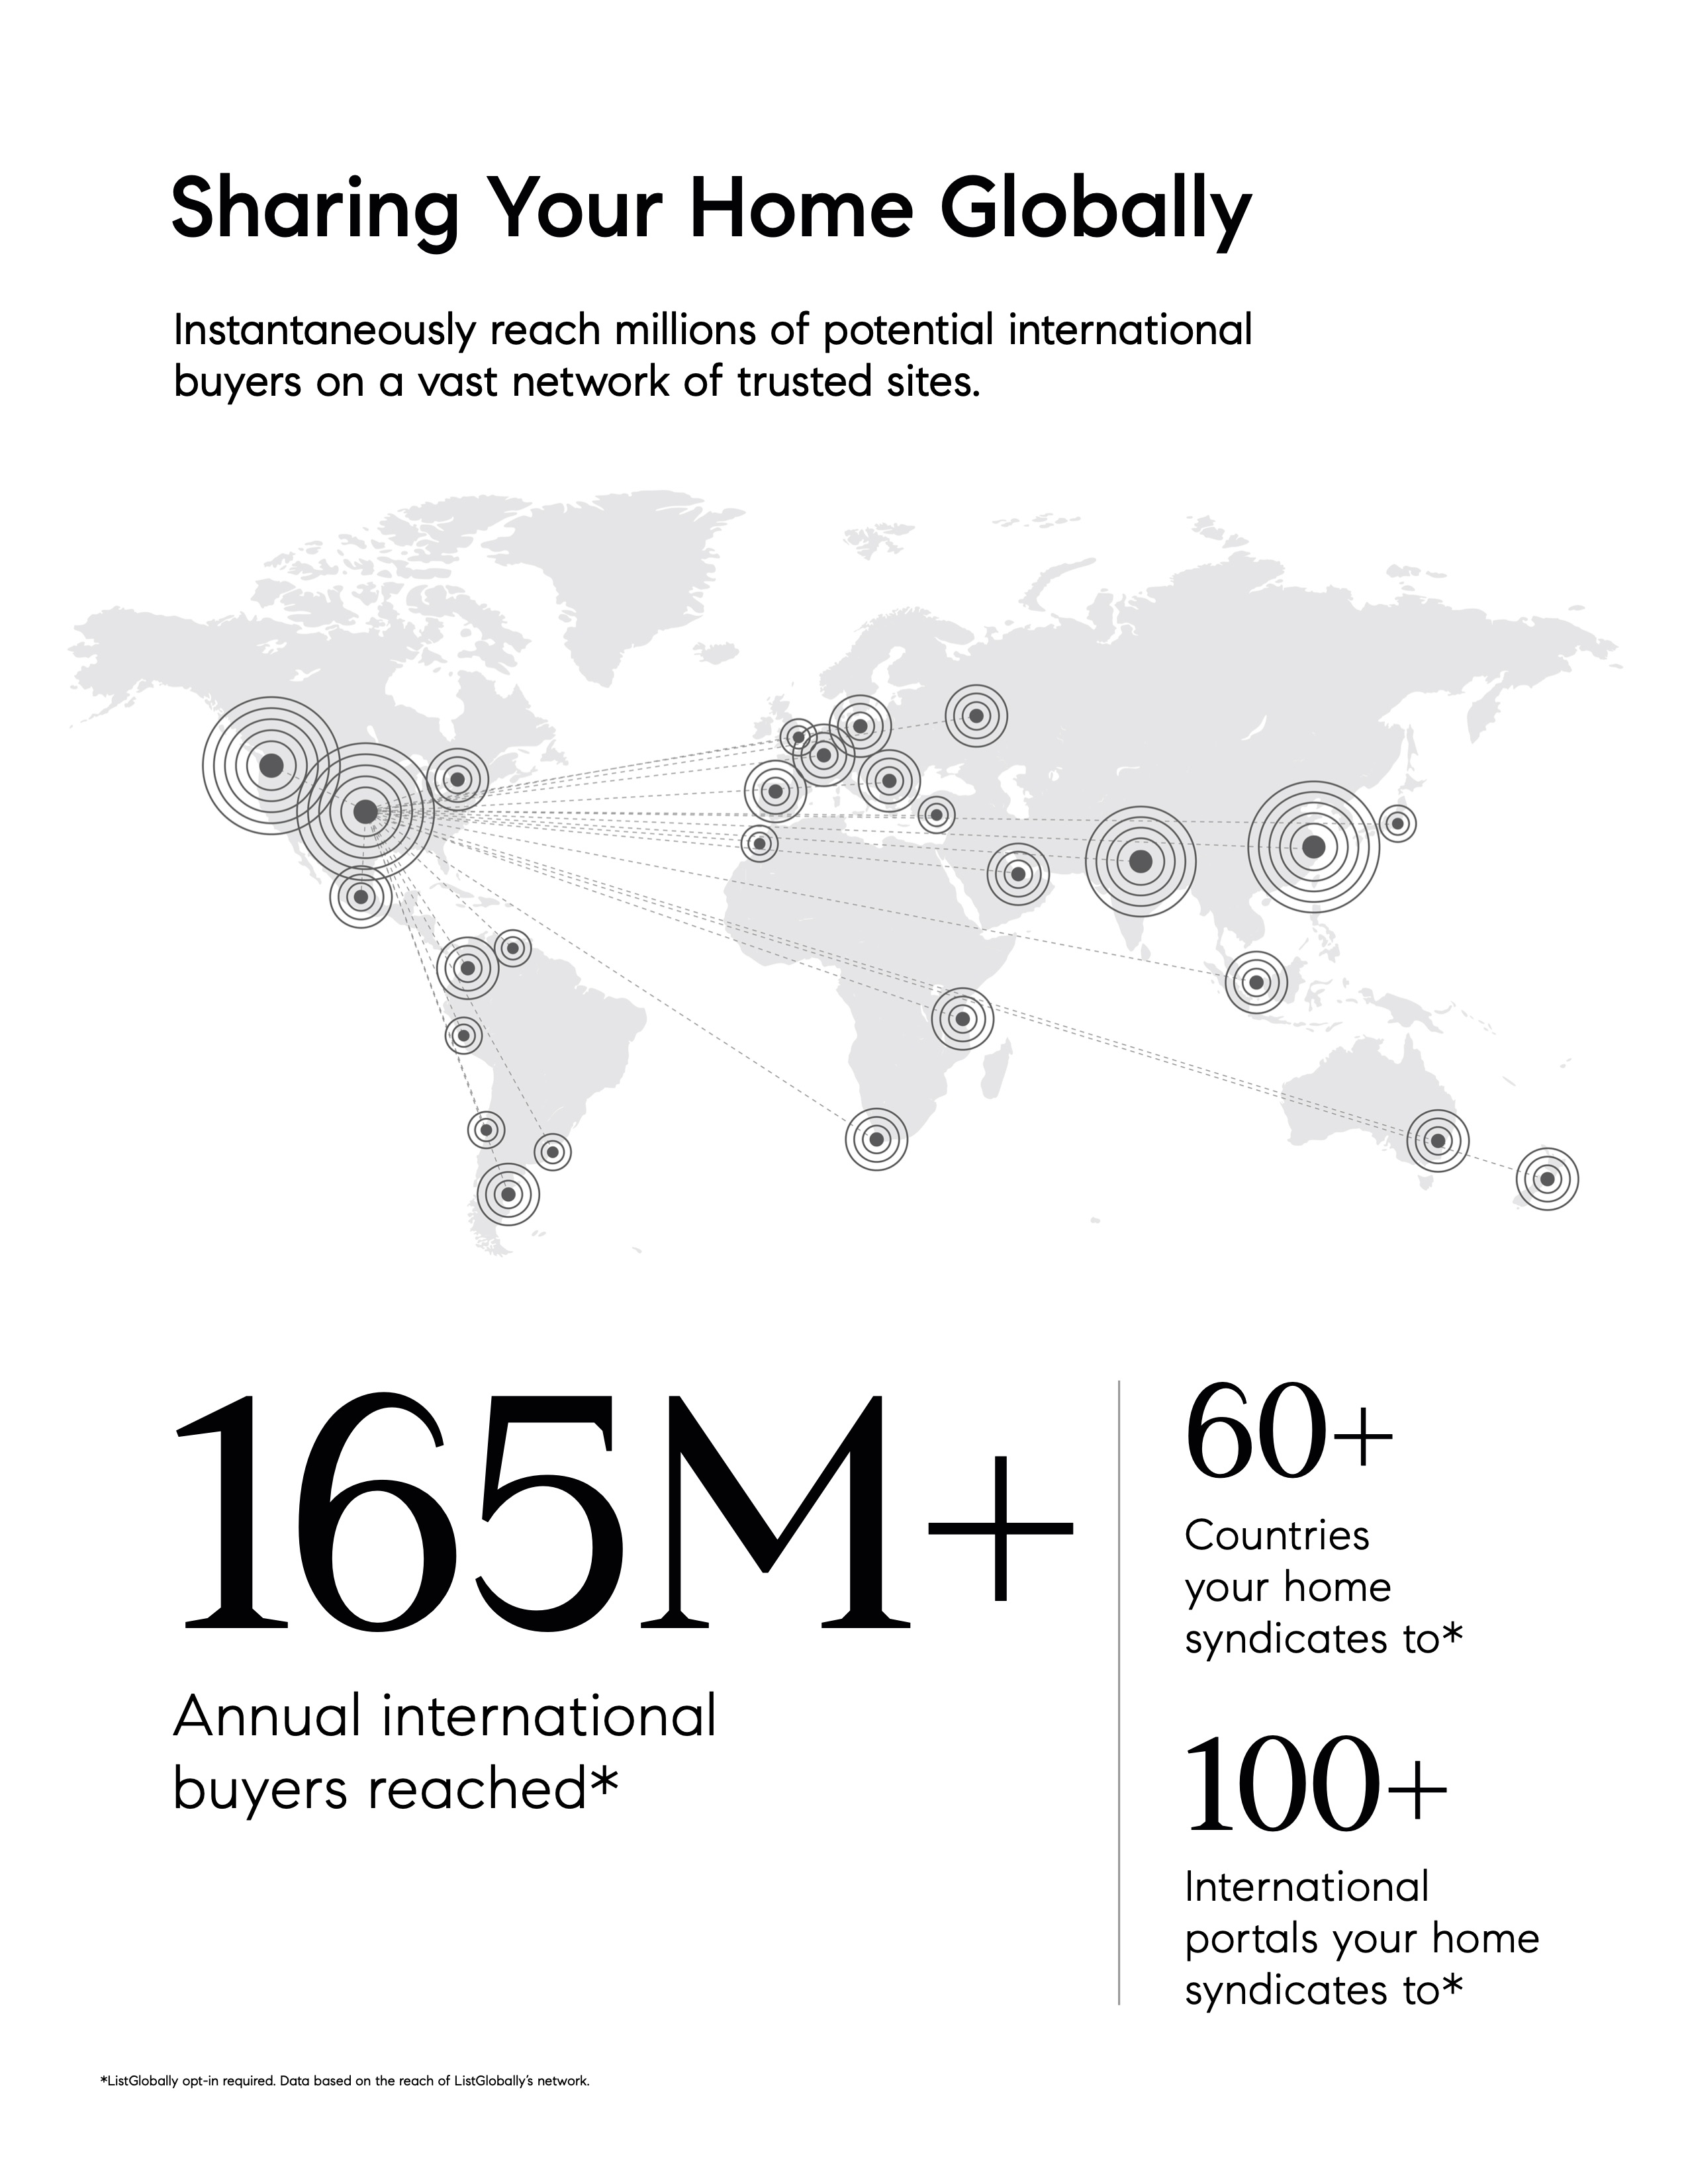 Sharing Your Home Globally
Instantaneously reach millions of potential international
buyers on a vast network of trusted sites.
165M+
Annual international
buyers reached*
60+
Countries
your home
syndicates to*
100+
International
portals your home
syndicates to*
*ListGlobally opt-in required. Data based on the reach of ListGlobally's network.